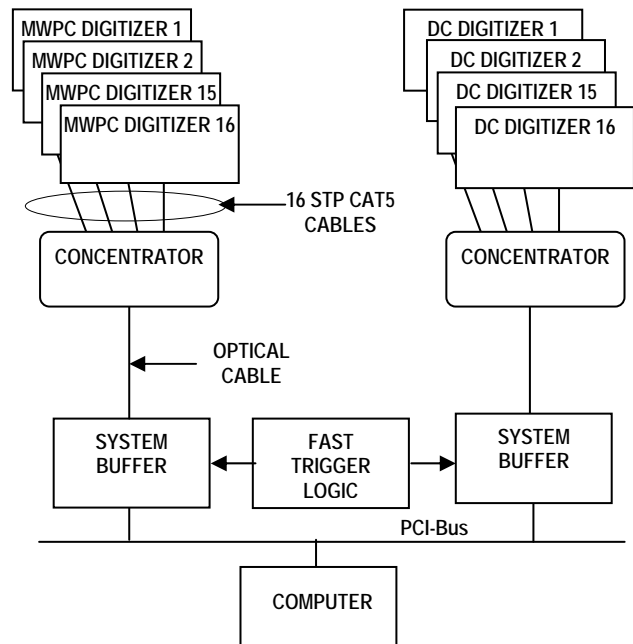 MWPC DIGITIZER 1
MWPC DIGITIZER 2
MWPC DIGITIZER 15
MWPC DIGITIZER 16
DC DIGITIZER 1
DC DIGITIZER 2
DC DIGITIZER 15
DC DIGITIZER 16
16 STP CAT5
CABLES
CONCENTRATOR
CONCENTRATOR
OPTICAL
CABLE
SYSTEM
BUFFER
FAST
TRIGGER
LOGIC
SYSTEM
BUFFER
PCI-Bus
COMPUTER